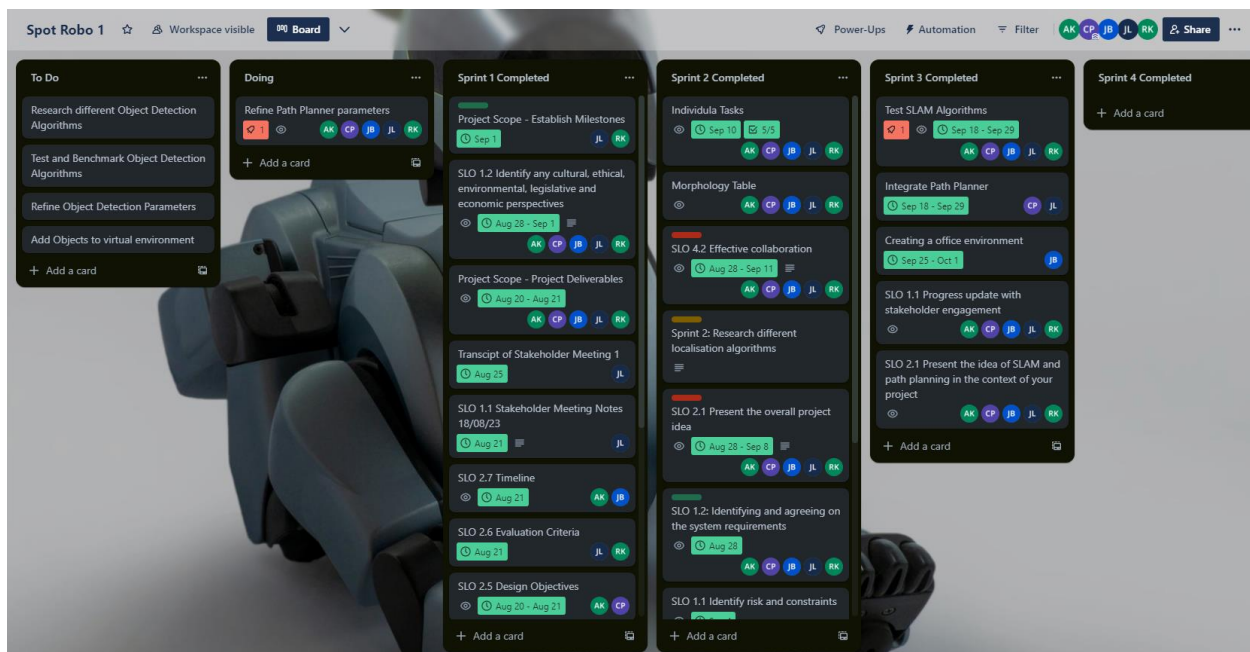 Spot Robo 1
Workspace visible
Board
Power-Ups
Automation
Filter
AK CP JB JL RK
Share
To Do
Research different Object Detection
Algorithms
Test and Benchmark Object Detection
Algorithms
Refine Object Detection Parameters
Add Objects to virtual environment
+ Add a card
Doing
Refine Path Planner parameters
1
AK CP JB JL RK
+ Add a card
Sprint 1 Completed
Project Scope - Establish Milestones
Sep 1
JL RK
SLO 1.2 Identify any cultural, ethical,
environmental, legislative and
economic perspectives
Aug 28 - Sep 1
AK CP JB JL RK
Project Scope - Project Deliverables
Aug 20 - Aug 21
AK CP JB JL RK
Transcipt of Stakeholder Meeting 1
Aug 25
JL
SLO 1.1 Stakeholder Meeting Notes
18/08/23
Aug 21
JL
SLO 2.7 Timeline
Aug 21
AK JB
SLO 2.6 Evaluation Criteria
Aug 21
JL RK
SLO 2.5 Design Objectives
Aug 20 - Aug 21
AK CP
+ Add a card
Sprint 2 Completed
Individula Tasks
Sep 10
5/5
AK CP JB JL RK
Morphology Table
AK CP JB JL RK
SLO 4.2 Effective collaboration
Aug 28 - Sep 11
AK CP JB JL RK
Sprint 2: Research different
localisation algorithms
SLO 2.1 Present the overall project
idea
Aug 28 - Sep 8
AK CP JB JL RK
SLO 1.2: Identifying and agreeing on
the system requirements
Aug 28
AK CP JB JL RK
SLO 1.1 Identify risk and constraints
+ Add a card
Sprint 3 Completed
Test SLAM Algorithms
1
Sep 18 - Sep 29
AK CP JB JL RK
Integrate Path Planner
Sep 18 - Sep 29
CP JL
Creating a office environment
Sep 25 - Oct 1
JB
SLO 1.1 Progress update with
stakeholder engagement
AK CP JB JL RK
SLO 2.1 Present the idea of SLAM and
path planning in the context of your
project
AK CP JB JL RK
+ Add a card
Sprint 4 Completed
+ Add a card